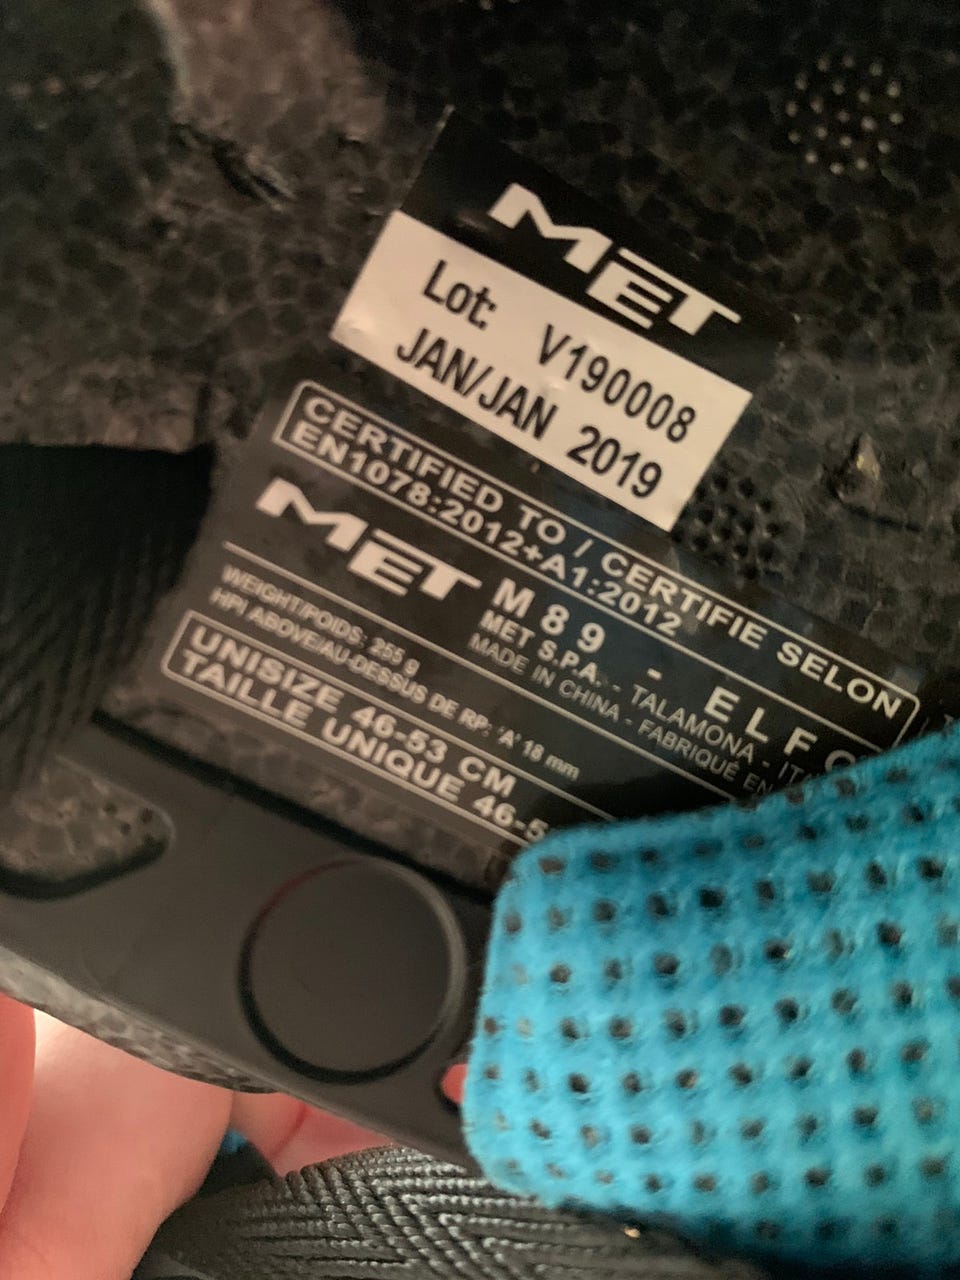 MET
Lot: V190008
JAN/JAN 2019
CERTIFIED TO / CERTIFIE SELON
EN1078:2012+A1:2012
MET M89 - ELFO
MET S.P.A. - TALAMONA - ITA
MADE IN CHINA - FABRIQUÉ EN
WEIGHT/POIDS: 255 g
HPI ABOVE/AU-DESSUS DE RP: 'A' 18 mm
UNISIZE 46-53 CM
TAILLE UNIQUE 46-5